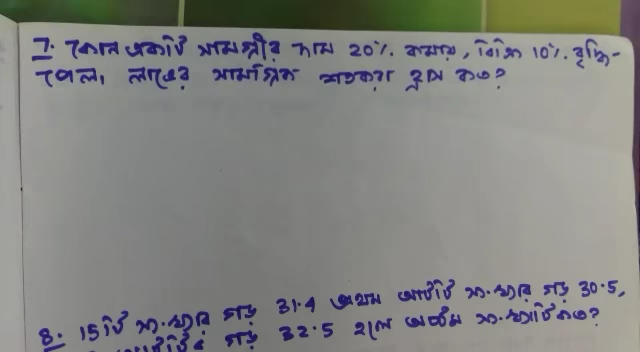 7. কোন একটি সামগ্রীর দাম 20% কমায়, বিক্রি 10% বৃদ্ধি-
পেল। লাভের সামগ্রিক শতকরা হ্রাস কত?
8. 15টি সংখ্যার গড় 31.4 প্রথম আটটি সংখ্যার গড় 30.5,
গড় 32.5 হলে অষ্টম সংখ্যাটি কত?